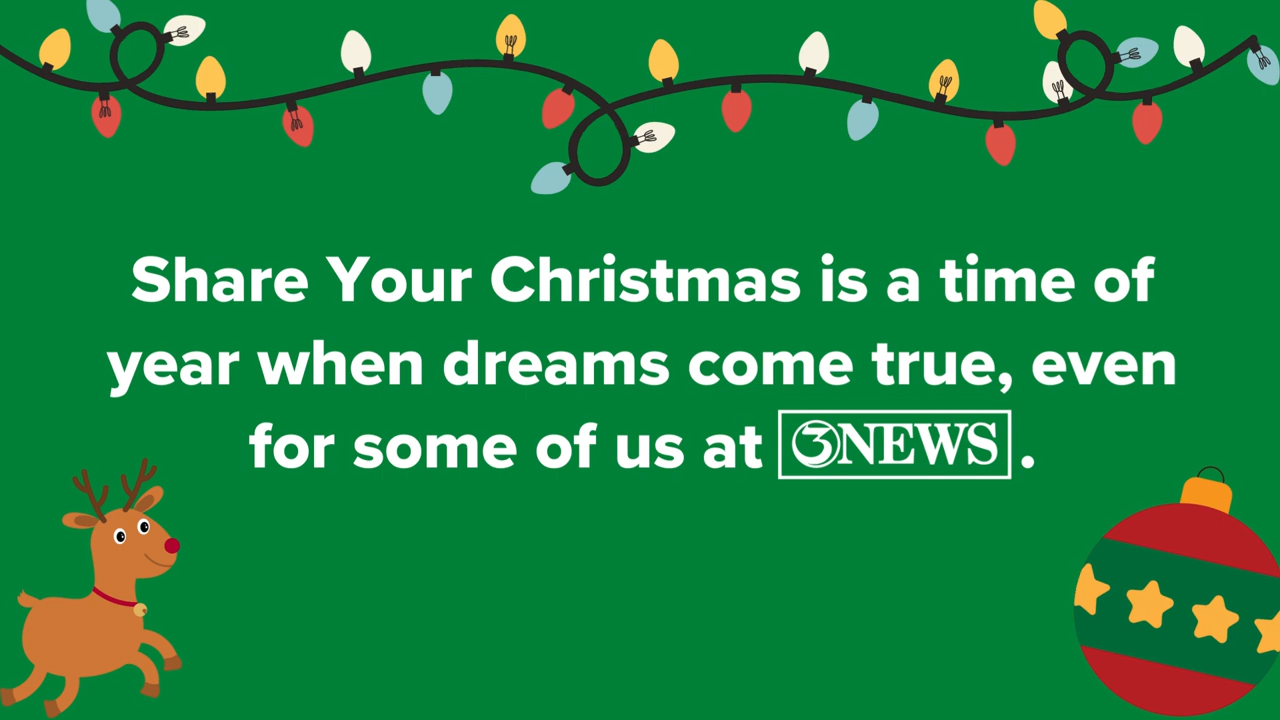 Share Your Christmas is a time of
year when dreams come true, even
for some of us at 3NEWS.